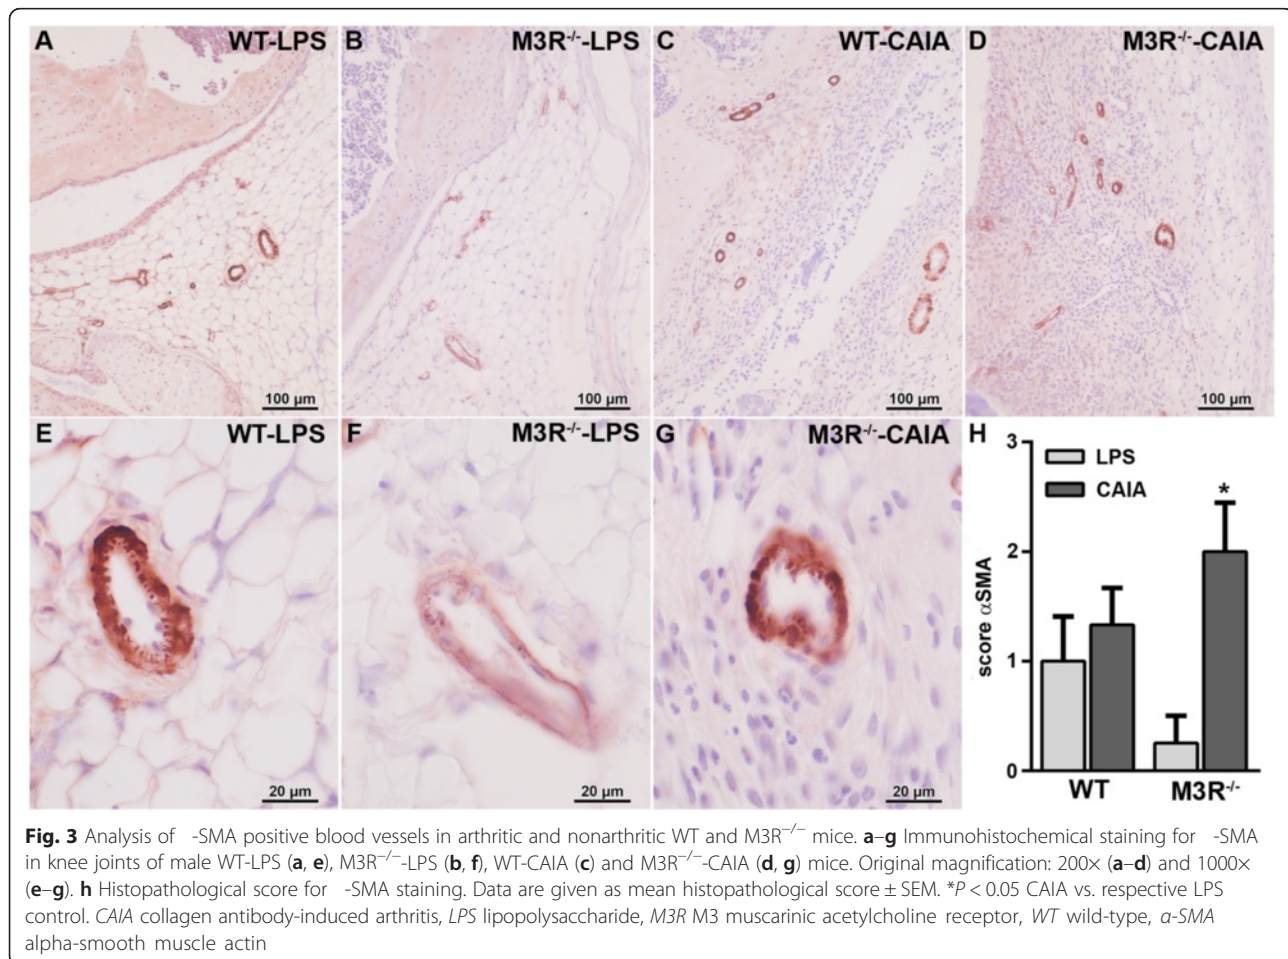 A WT-LPS
B M3R-/--LPS
C WT-CAIA
D M3R-/--CAIA
100 µm
100 µm
100 µm
100 µm
E WT-LPS
F M3R-/--LPS
G M3R-/--CAIA
20 µm
20 µm
20 µm
H
score αSMA
3
2
1
0
LPS
CAIA
*
WT
M3R-/-
Fig. 3 Analysis of -SMA positive blood vessels in arthritic and nonarthritic WT and M3R−/− mice. a–g Immunohistochemical staining for -SMA
in knee joints of male WT-LPS (a, e), M3R−/−-LPS (b, f), WT-CAIA (c) and M3R−/−-CAIA (d, g) mice. Original magnification: 200× (a–d) and 1000×
(e–g). h Histopathological score for -SMA staining. Data are given as mean histopathological score ± SEM. *P < 0.05 CAIA vs. respective LPS
control. CAIA collagen antibody-induced arthritis, LPS lipopolysaccharide, M3R M3 muscarinic acetylcholine receptor, WT wild-type, α-SMA
alpha-smooth muscle actin